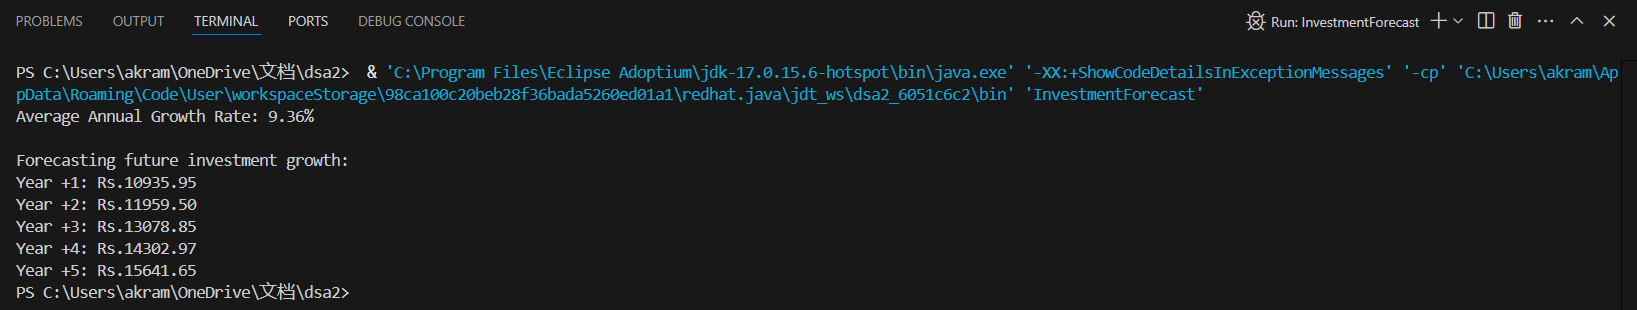 PROBLEMS OUTPUT TERMINAL PORTS DEBUG CONSOLE Run: InvestmentForecast
PS C:\Users\akram\OneDrive\文档\dsa2>  & 'C:\Program Files\Eclipse Adoptium\jdk-17.0.15.6-hotspot\bin\java.exe' '-XX:+ShowCodeDetailsInExceptionMessages' '-cp' 'C:\Users\akram\Ap
pData\Roaming\Code\User\workspaceStorage\98ca100c20beb28f36bada5260ed01a1\redhat.java\jdt_ws\dsa2_6051c6c2\bin' 'InvestmentForecast'
Average Annual Growth Rate: 9.36%
Forecasting future investment growth:
Year +1: Rs.10935.95
Year +2: Rs.11959.50
Year +3: Rs.13078.85
Year +4: Rs.14302.97
Year +5: Rs.15641.65
PS C:\Users\akram\OneDrive\文档\dsa2>